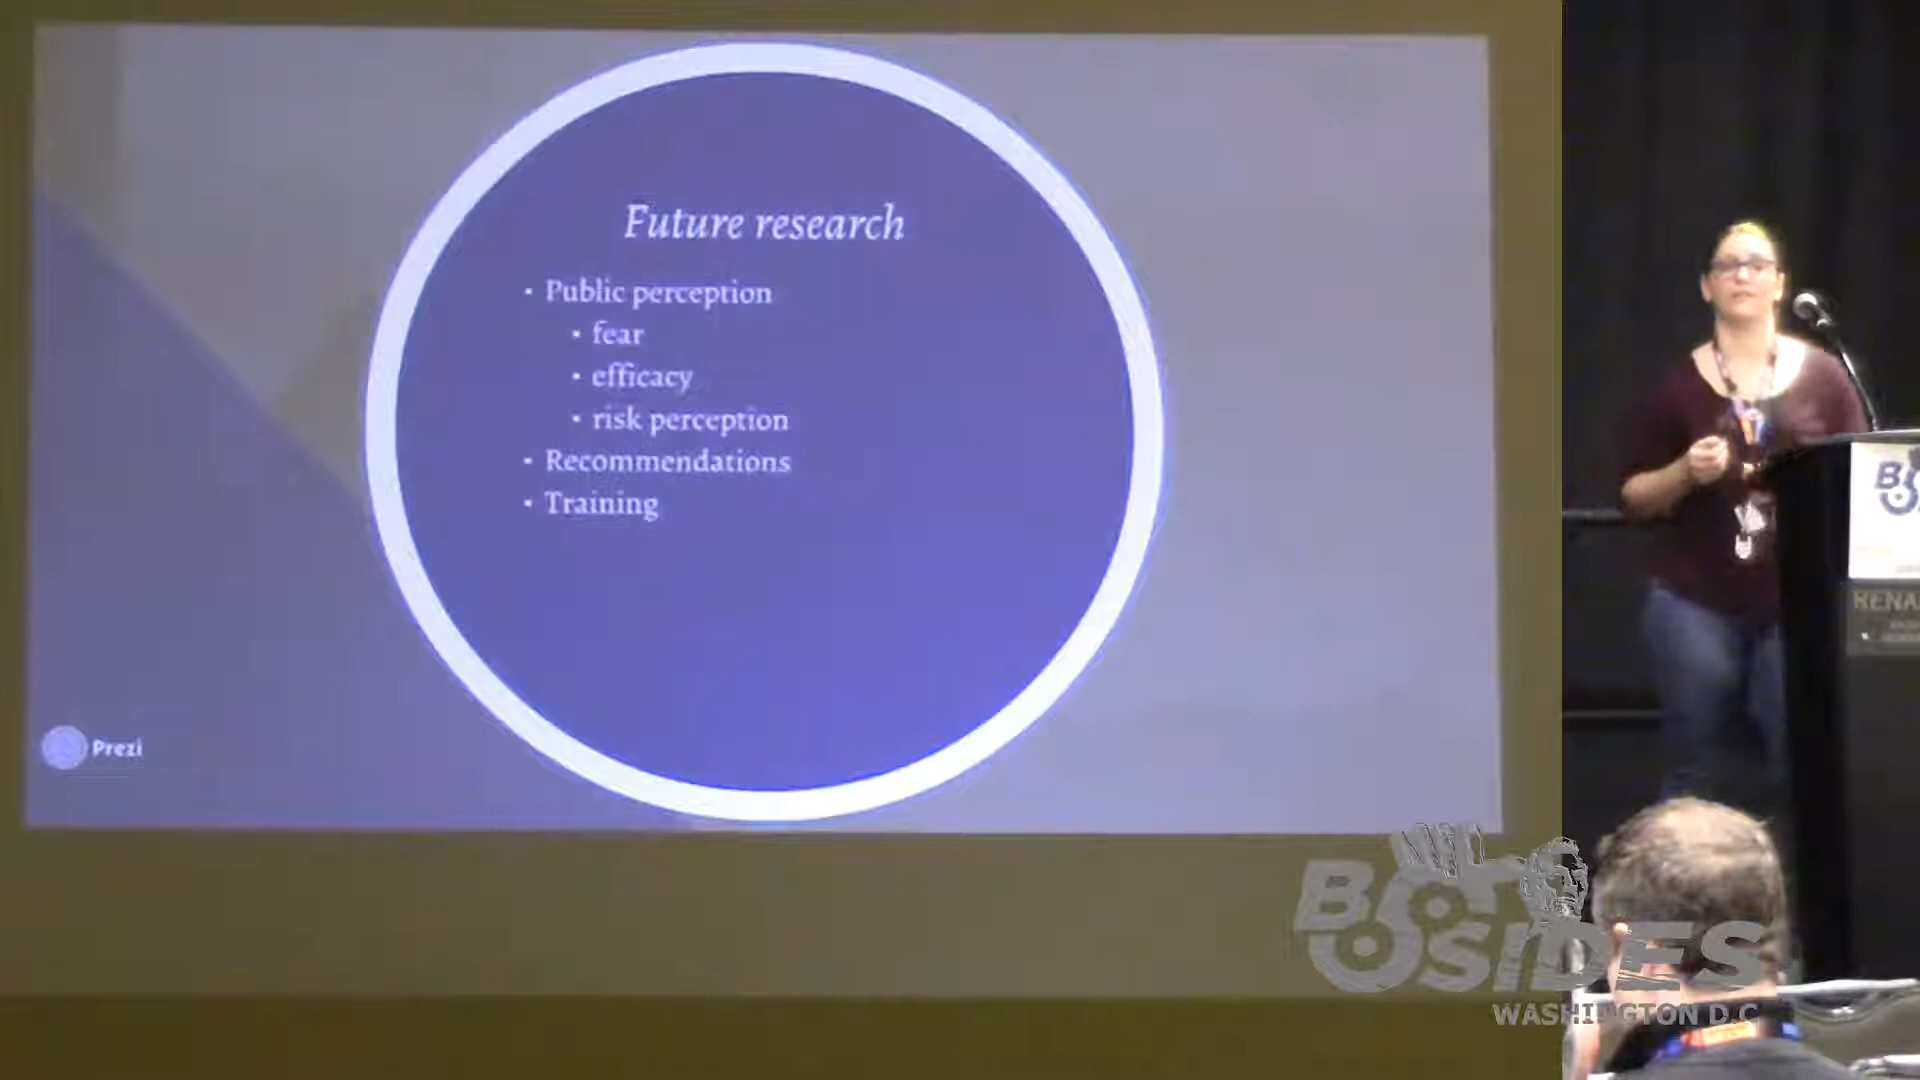 Future research
• Public perception
• fear
• efficacy
• risk perception
• Recommendations
• Training
Prezi
BSIDES
WASHINGTON D.C